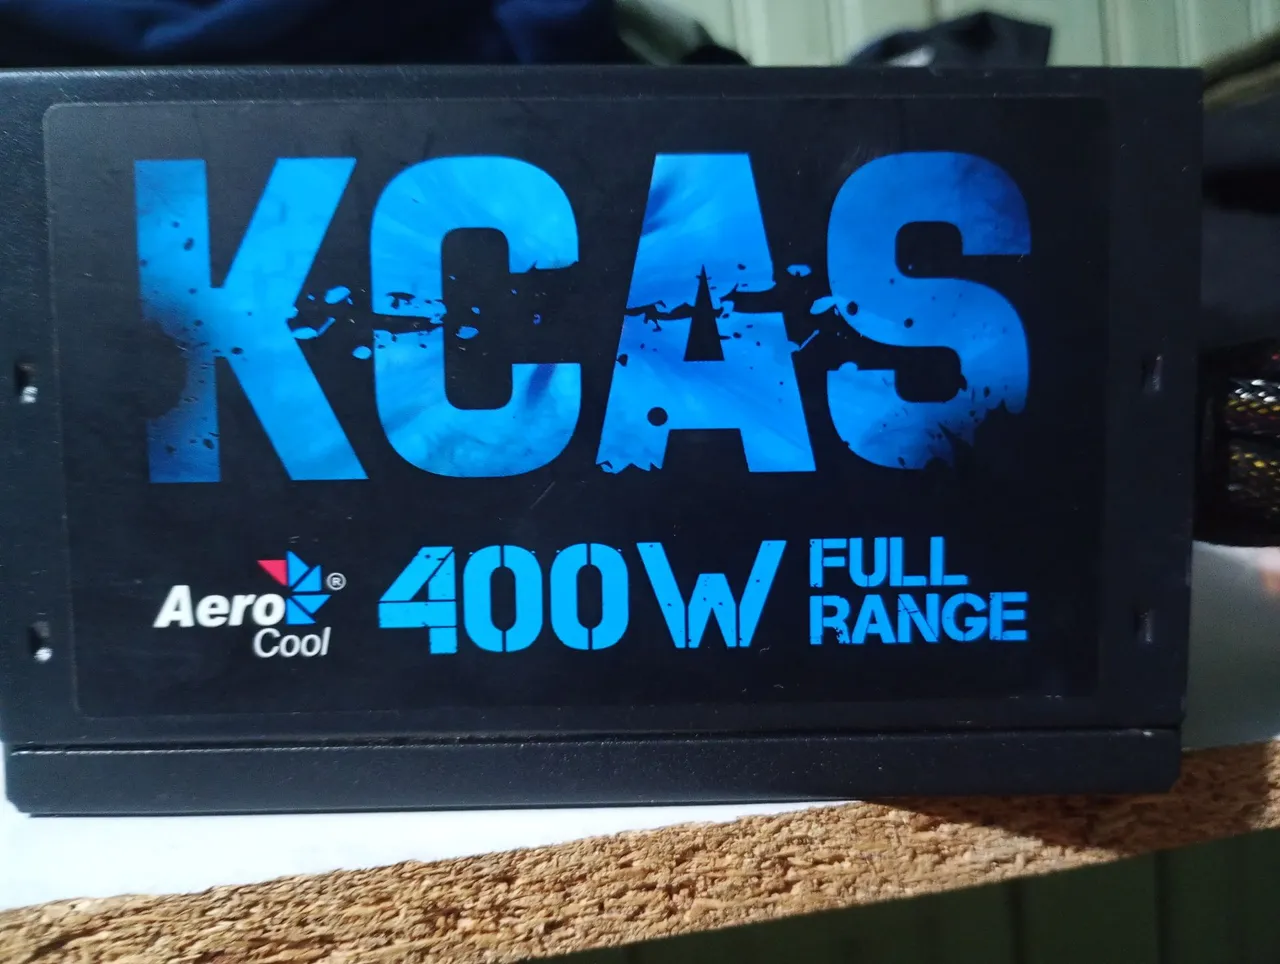 KCAS
Aero
Cool ®
400W
FULL
RANGE